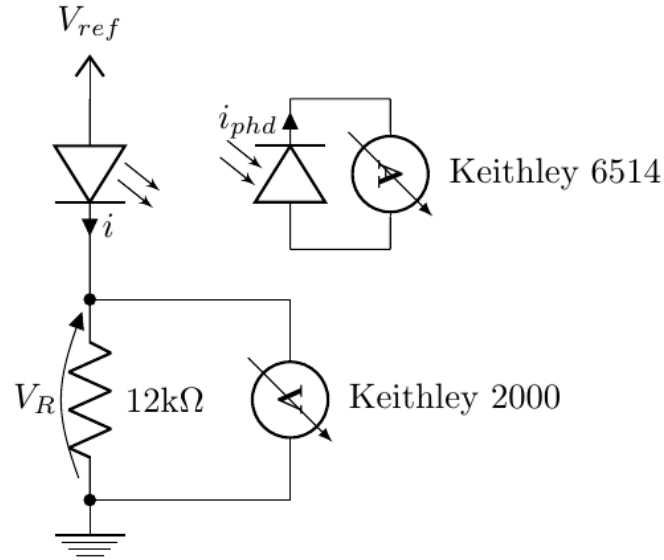 V_ref
i_phd
A
Keithley 6514
i
V_R
12kΩ
V
Keithley 2000